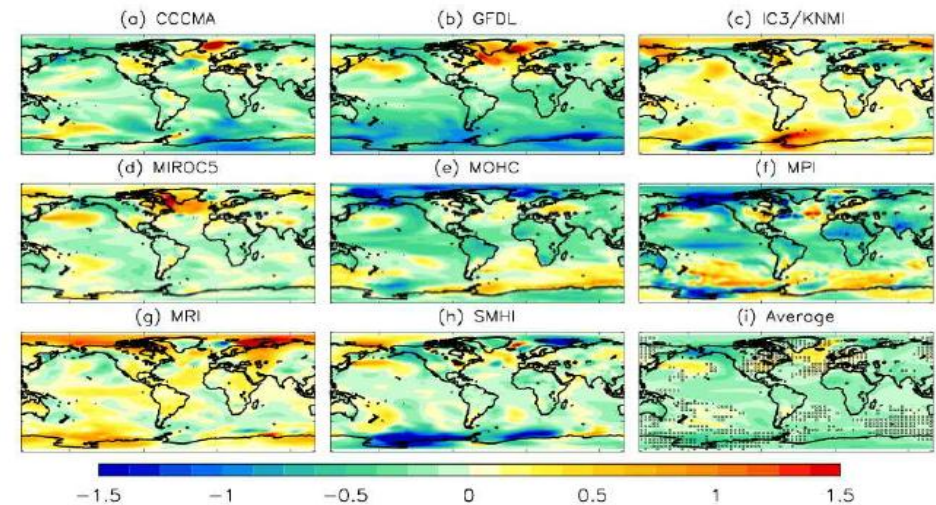 (a) CCCMA (b) GFDL (c) IC3/KNMI
(d) MIROC5 (e) MOHC (f) MPI
(g) MRI (h) SMHI (i) Average
−1.5 −1 −0.5 0 0.5 1 1.5